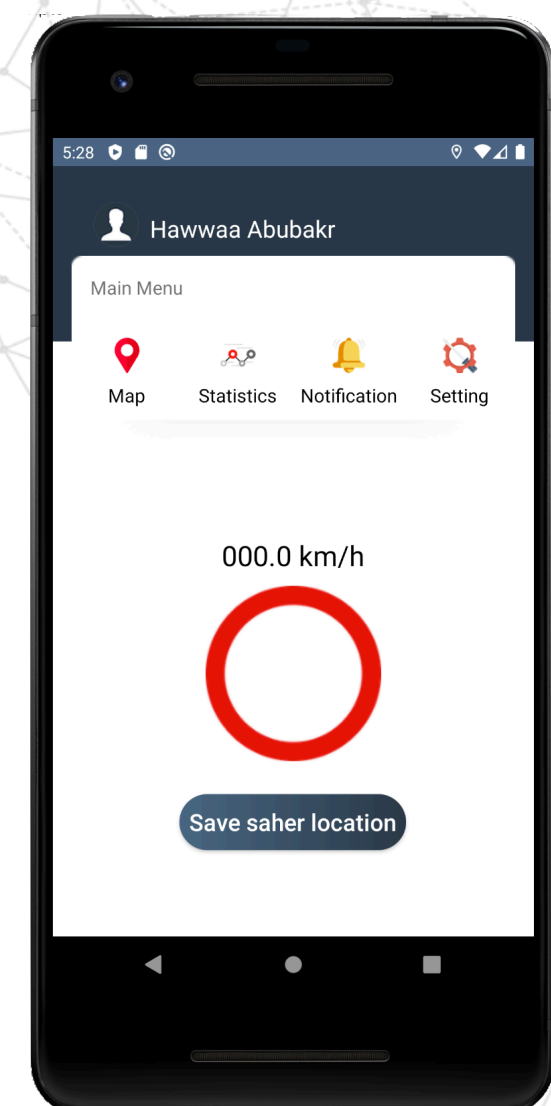 5:28
Hawwaa Abubakr
Main Menu
Map Statistics Notification Setting
000.0 km/h
Save saher location